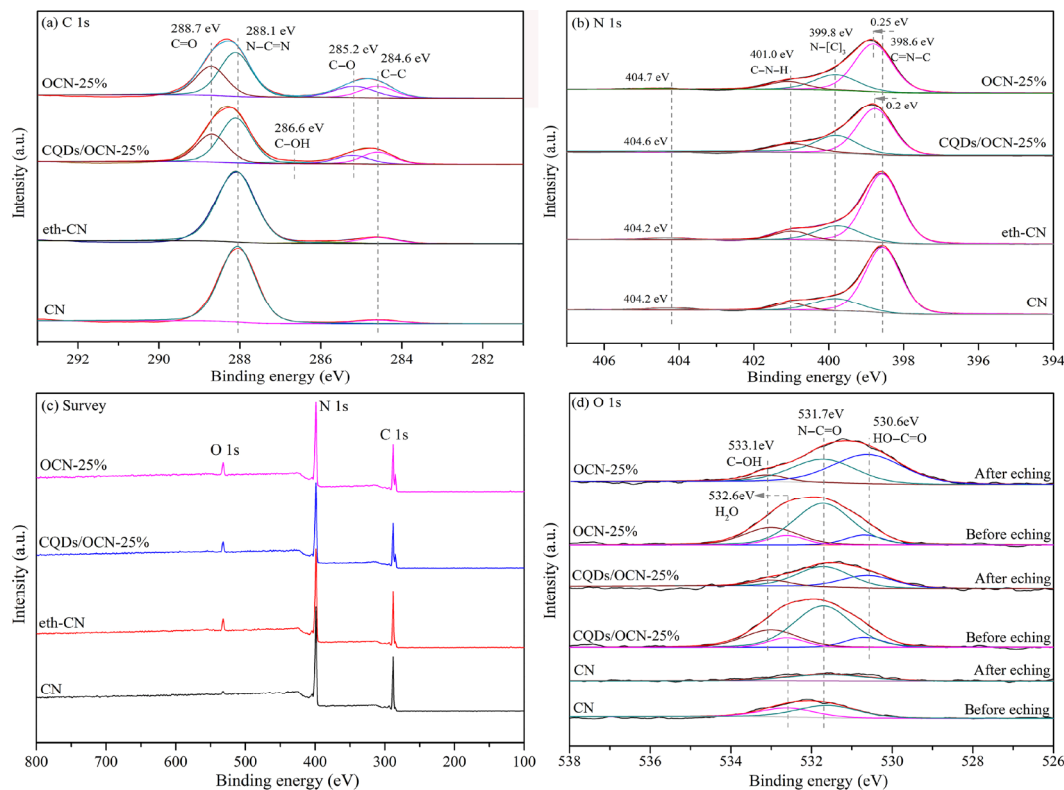 (a) C 1s
288.7 eV
C=O
288.1 eV
N−C=N
285.2 eV
C−O
284.6 eV
C−C
OCN-25%
286.6 eV
C−OH
CQDs/OCN-25%
eth-CN
CN
292 290 288 286 284 282
Binding energy (eV)
Intensity (a.u.)
(b) N 1s
0.25 eV
399.8 eV
N−[C]3
398.6 eV
C=N−C
401.0 eV
C−N−H
404.7 eV
OCN-25%
0.2 eV
404.6 eV
CQDs/OCN-25%
404.2 eV
eth-CN
404.2 eV
CN
406 404 402 400 398 396 394
Binding energy (eV)
Intensity (a.u.)
(c) Survey
N 1s
O 1s
C 1s
OCN-25%
CQDs/OCN-25%
eth-CN
CN
800 700 600 500 400 300 200 100
Binding energy (eV)
Intensity (a.u.)
(d) O 1s
531.7eV
N−C=O
530.6eV
HO−C=O
533.1eV
C−OH
OCN-25%
After eching
532.6eV
H2O
OCN-25%
Before eching
CQDs/OCN-25%
After eching
CQDs/OCN-25%
Before eching
CN
After eching
CN
Before eching
538 536 534 532 530 528 526
Binding energy (eV)
Intensity (a.u.)